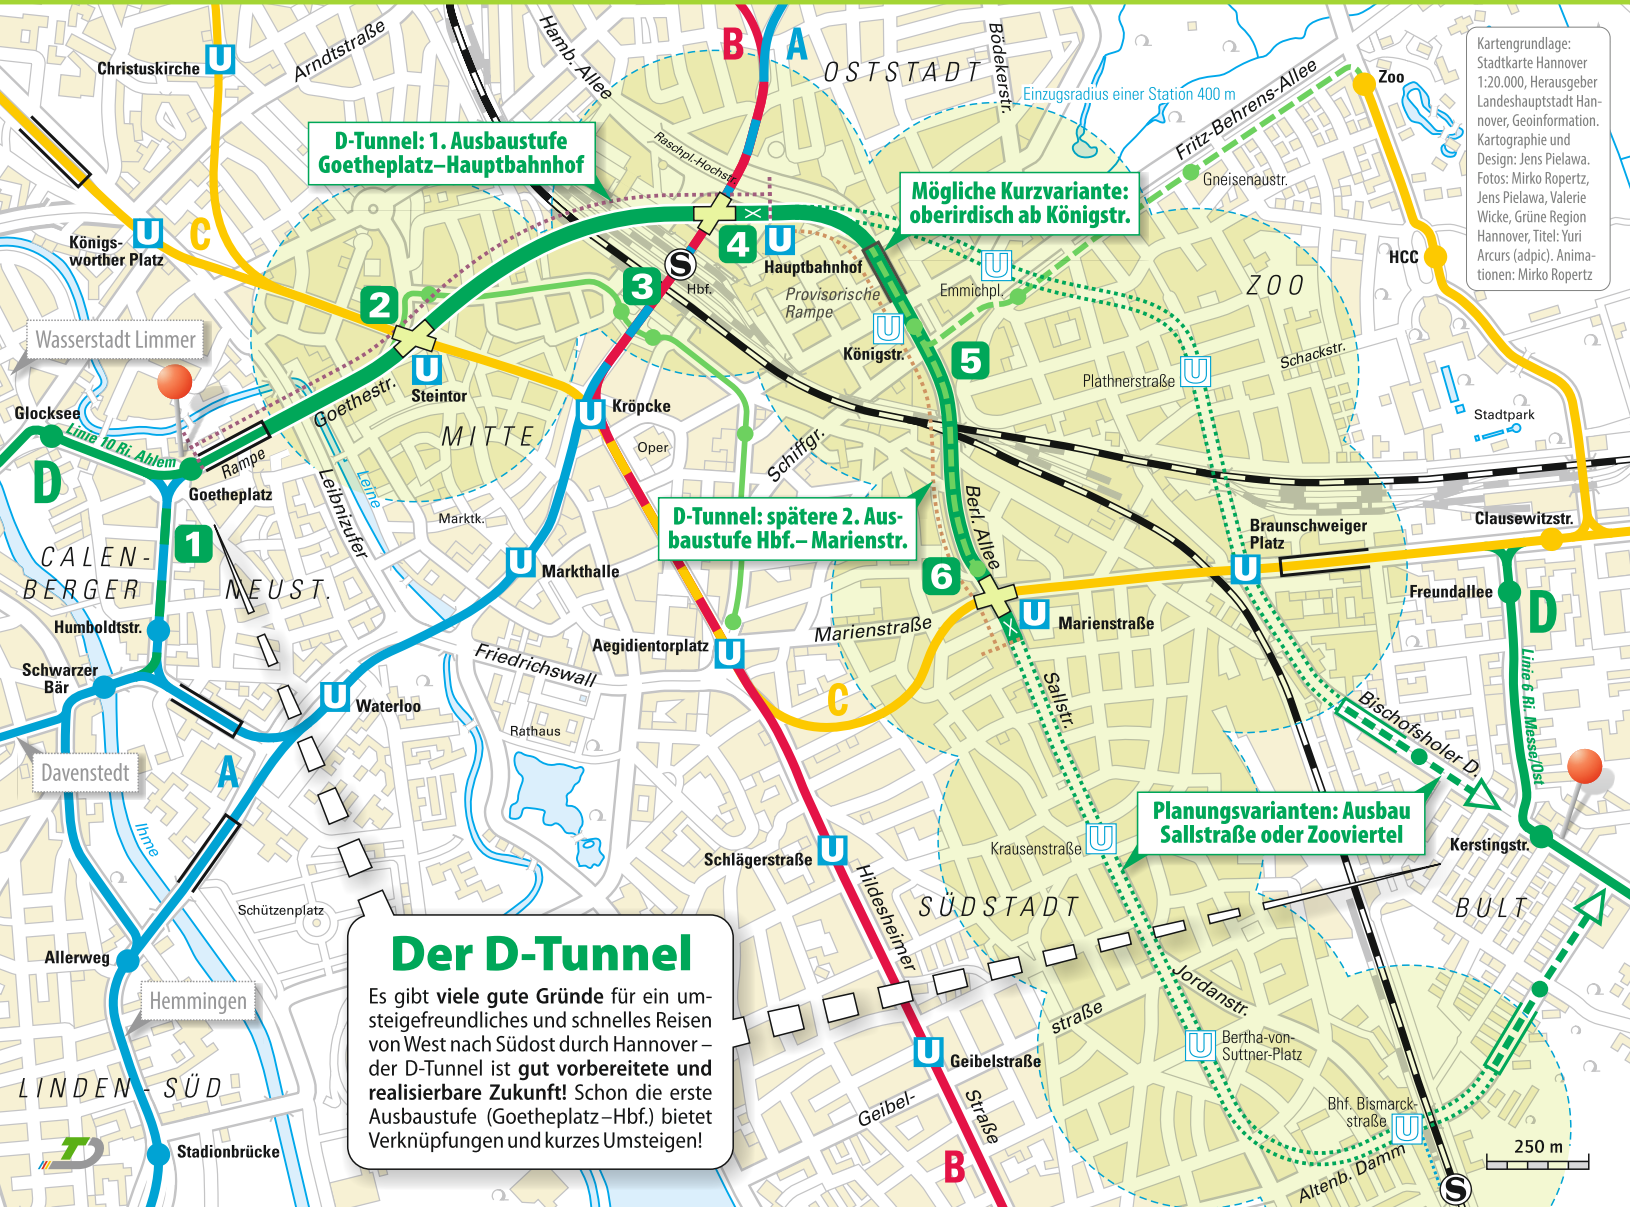 B
A
OSTSTADT
Bödekerstr.
Hamb. Allee
Arndtstraße
Christuskirche
U
Kartengrundlage:
Stadtkarte Hannover
1:20.000, Herausgeber
Landeshauptstadt Han-
nover, Geoinformation.
Kartographie und
Design: Jens Pielawa.
Fotos: Mirko Ropertz,
Jens Pielawa, Valerie
Wicke, Grüne Region
Hannover, Titel: Yuri
Arcurs (adpic). Anima-
tionen: Mirko Ropertz
Zoo
Einzugsradius einer Station 400 m
Fritz-Behrens-Allee
Gneisenaustr.
D-Tunnel: 1. Ausbaustufe
Goetheplatz–Hauptbahnhof
Raschpl.-Hochstr.
Mögliche Kurzvariante:
oberirdisch ab Königstr.
Königs-
worther Platz
U
C
4
U
Hauptbahnhof
HCC
ZOO
S
Hbf.
3
2
U
Emmichpl.
Provisorische
Rampe
U
Königstr.
5
Wasserstadt Limmer
U
Steintor
Goethestr.
Schackstr.
Plathnerstraße
U
Glocksee
Linie 10 Ri. Ahlem
D
U
Kröpcke
MITTE
Oper
Schiffgr.
Stadtpark
Rampe
Goetheplatz
Leibnizufer
Leine
Marktk.
1
CALEN-
BERGER
NEUST.
D-Tunnel: spätere 2. Aus-
baustufe Hbf.– Marienstr.
Berl. Allee
Braunschweiger
Platz
U
Clausewitzstr.
U
Markthalle
6
U
Marienstraße
Freundallee
D
Linie 6 Ri. Messe/Ost
Humboldtstr.
Marienstraße
Aegidientorplatz
U
Friedrichswall
Schwarzer
Bär
U
Waterloo
C
Sallstr.
Bischofsholer D.
Rathaus
Davenstedt
A
Planungsvarianten: Ausbau
Sallstraße oder Zooviertel
Ihme
Schlägerstraße
U
Krausenstraße
U
Kerstingstr.
Hildesheimer
SÜDSTADT
BULT
Schützenplatz
Allerweg
Hemmingen
Der D-Tunnel
Es gibt viele gute Gründe für ein um-
steigefreundliches und schnelles Reisen
von West nach Südost durch Hannover –
der D-Tunnel ist gut vorbereitete und
realisierbare Zukunft! Schon die erste
Ausbaustufe (Goetheplatz–Hbf.) bietet
Verknüpfungen und kurzes Umsteigen!
Jordanstr.
straße
U
Bertha-von-
Suttner-Platz
U
Geibelstraße
Geibel-
Straße
LINDEN-SÜD
Bhf. Bismarck-
straße
U
250 m
TD
Stadionbrücke
B
Altenb. Damm
S